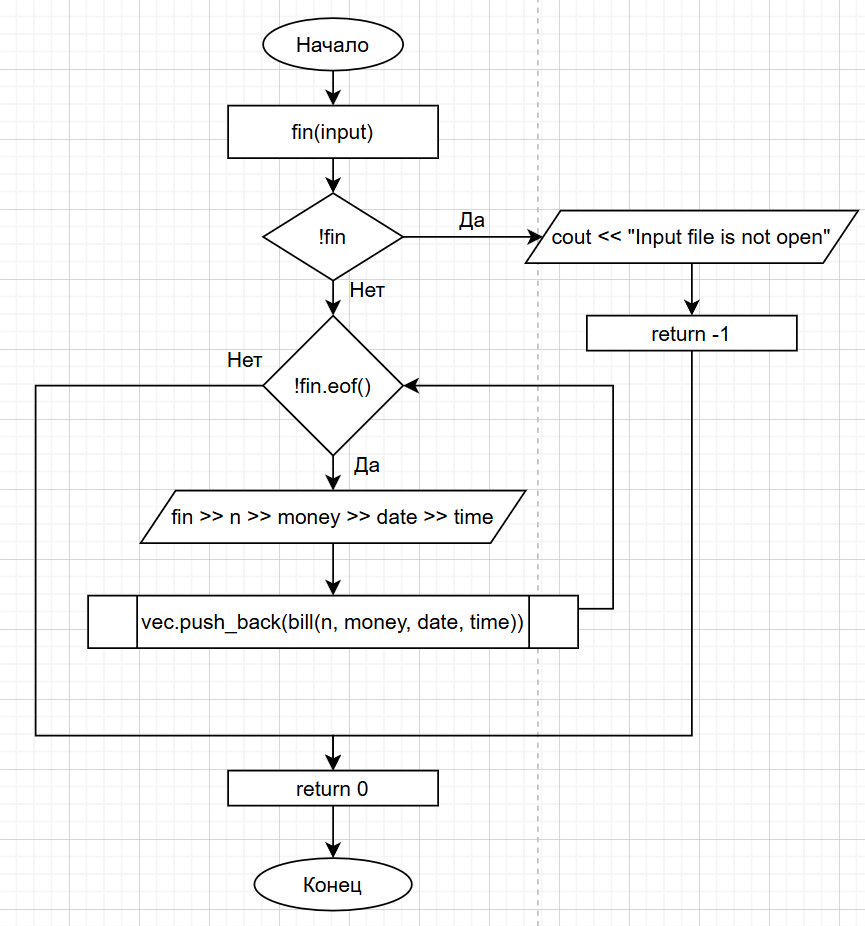 Начало
fin(input)
!fin
Да
cout << "Input file is not open"
Нет
return -1
Нет
!fin.eof()
Да
fin >> n >> money >> date >> time
vec.push_back(bill(n, money, date, time))
return 0
Конец